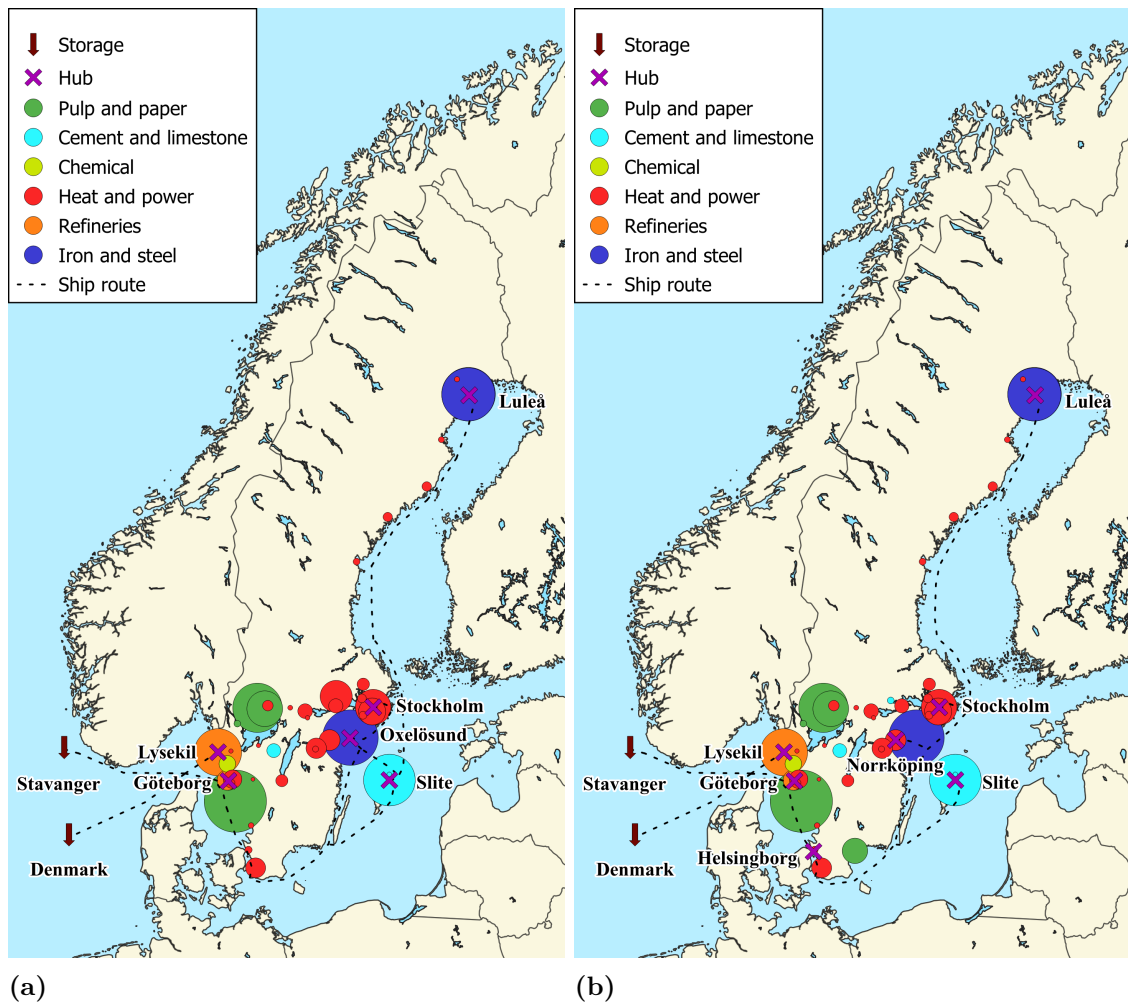 Storage
Hub
Pulp and paper
Cement and limestone
Chemical
Heat and power
Refineries
Iron and steel
Ship route
Luleå
Stockholm
Oxelösund
Lysekil
Göteborg
Slite
Stavanger
Denmark
(a)
Storage
Hub
Pulp and paper
Cement and limestone
Chemical
Heat and power
Refineries
Iron and steel
Ship route
Luleå
Stockholm
Lysekil
Norrköping
Göteborg
Slite
Stavanger
Helsingborg
Denmark
(b)